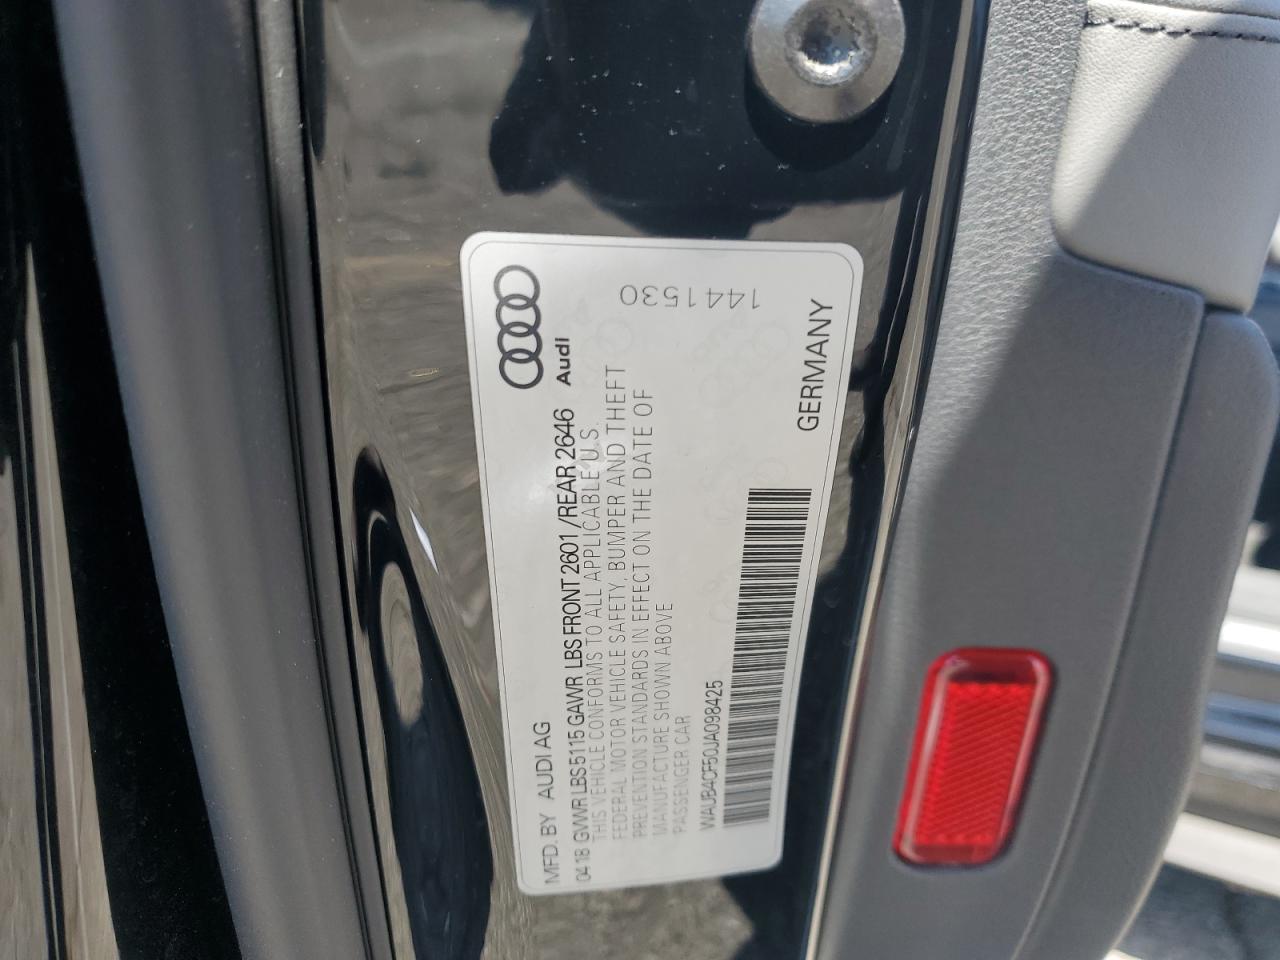 Audi
MFD. BY AUDI AG
04 18 GVWR LBS 5115 GAWR LBS FRONT 2601 / REAR 2646
THIS VEHICLE CONFORMS TO ALL APPLICABLE U.S.
FEDERAL MOTOR VEHICLE SAFETY, BUMPER AND THEFT
PREVENTION STANDARDS IN EFFECT ON THE DATE OF
MANUFACTURE SHOWN ABOVE
PASSENGER CAR
WAUB4CF50JA098425
GERMANY
1441530